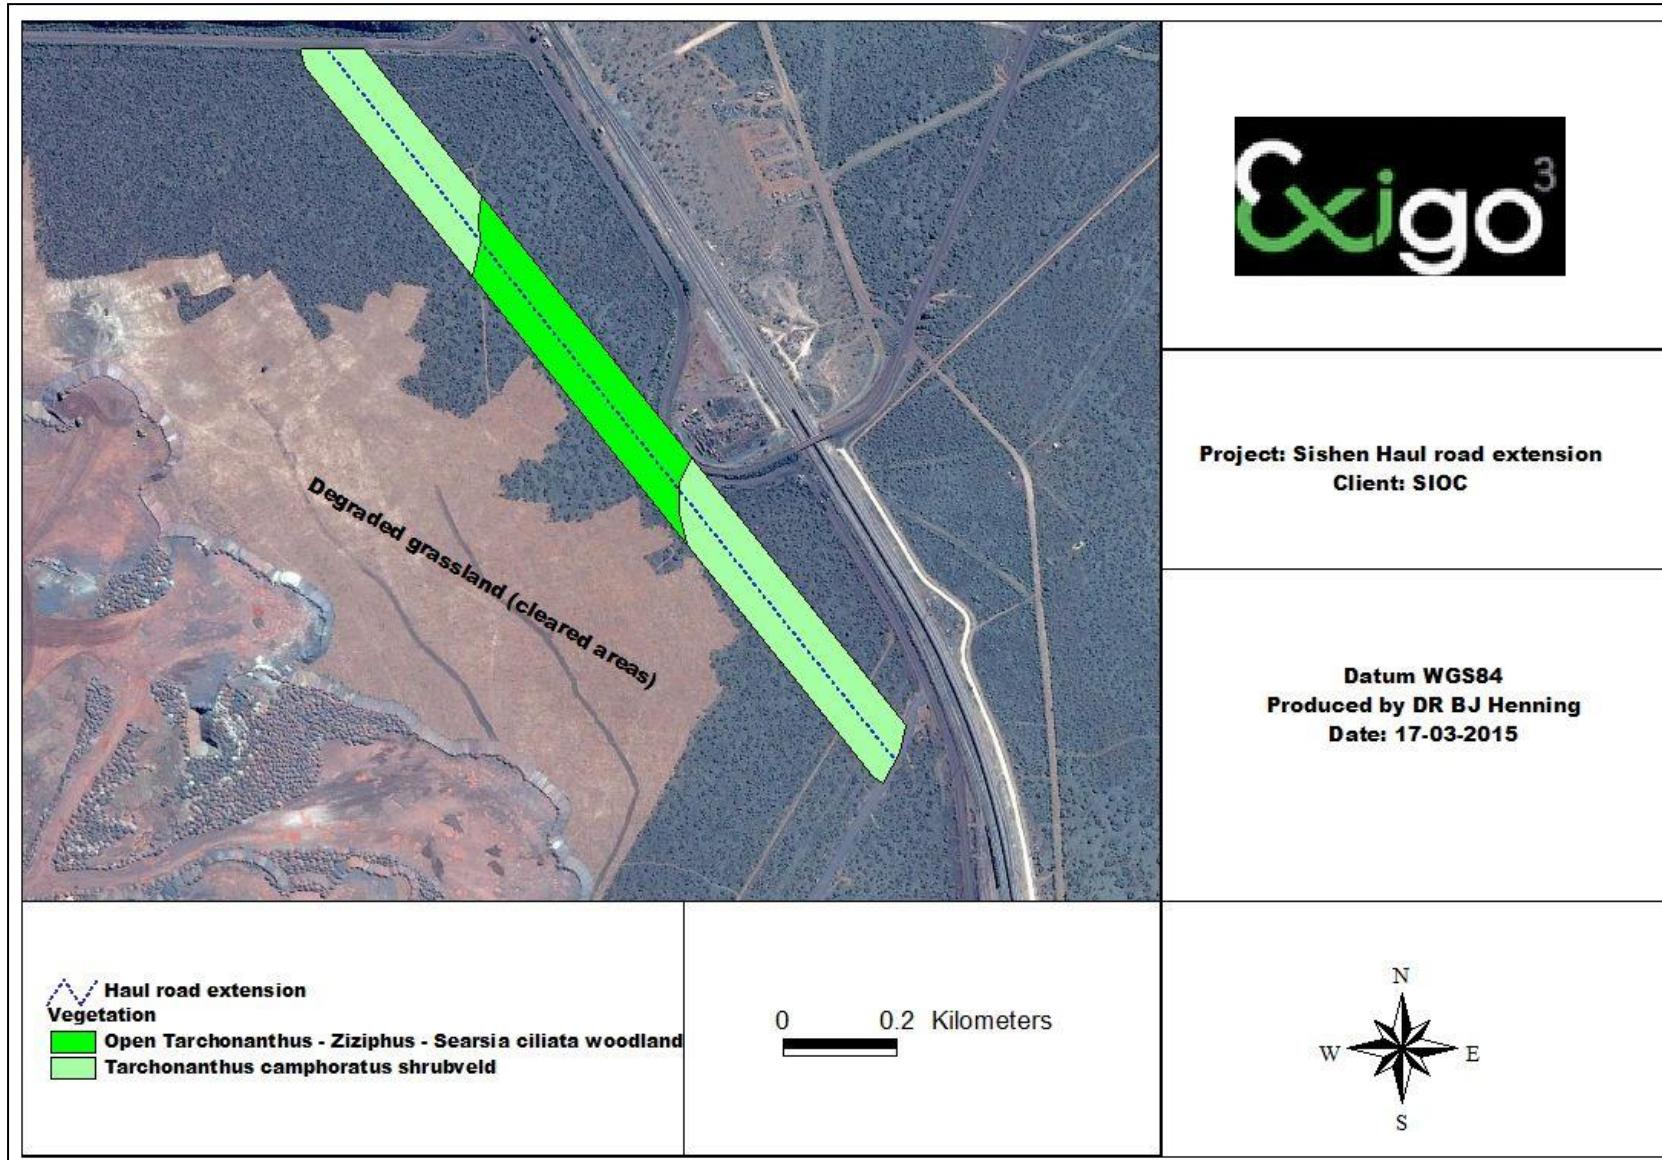 Exigo3
Degraded grassland (cleared areas)
Project: Sishen Haul road extension
Client: SIOC
Datum WGS84
Produced by DR BJ Henning
Date: 17-03-2015
Haul road extension
Vegetation
Open Tarchonanthus - Ziziphus - Searsia ciliata woodland
Tarchonanthus camphoratus shrubveld
0 0.2 Kilometers
N
W E
S